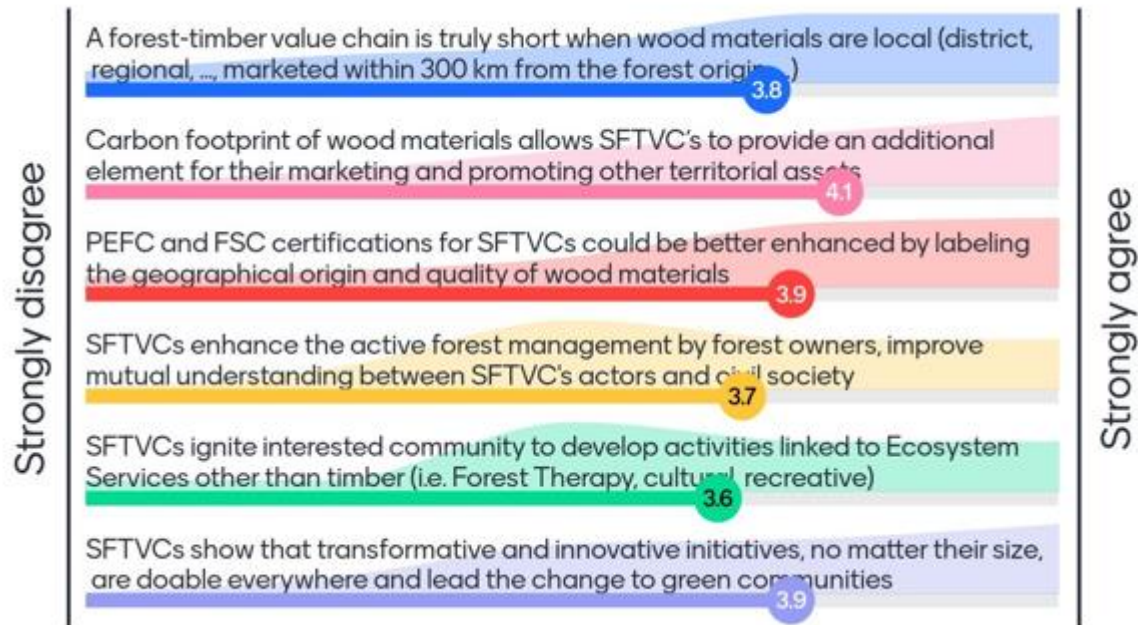 Strongly disagree
A forest-timber value chain is truly short when wood materials are local (district,
regional, ..., marketed within 300 km from the forest origin, ...)
3.8
Carbon footprint of wood materials allows SFTVC's to provide an additional
element for their marketing and promoting other territorial assets
4.1
PEFC and FSC certifications for SFTVCs could be better enhanced by labeling
the geographical origin and quality of wood materials
3.9
SFTVCs enhance the active forest management by forest owners, improve
mutual understanding between SFTVC's actors and civil society
3.7
SFTVCs ignite interested community to develop activities linked to Ecosystem
Services other than timber (i.e. Forest Therapy, cultural, recreative)
3.6
SFTVCs show that transformative and innovative initiatives, no matter their size,
are doable everywhere and lead the change to green communities
3.9
Strongly agree